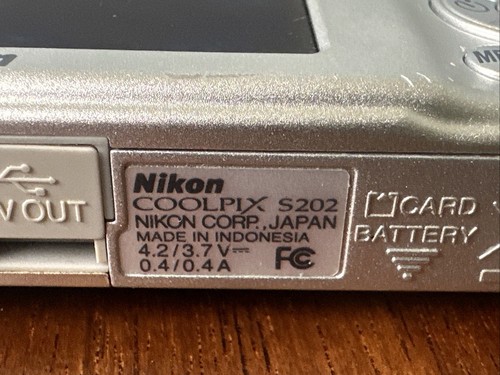 V OUT
Nikon
COOLPIX S202
NIKON CORP., JAPAN
MADE IN INDONESIA
4.2/3.7V⎓
0.4/0.4A
FC
CARD
BATTERY